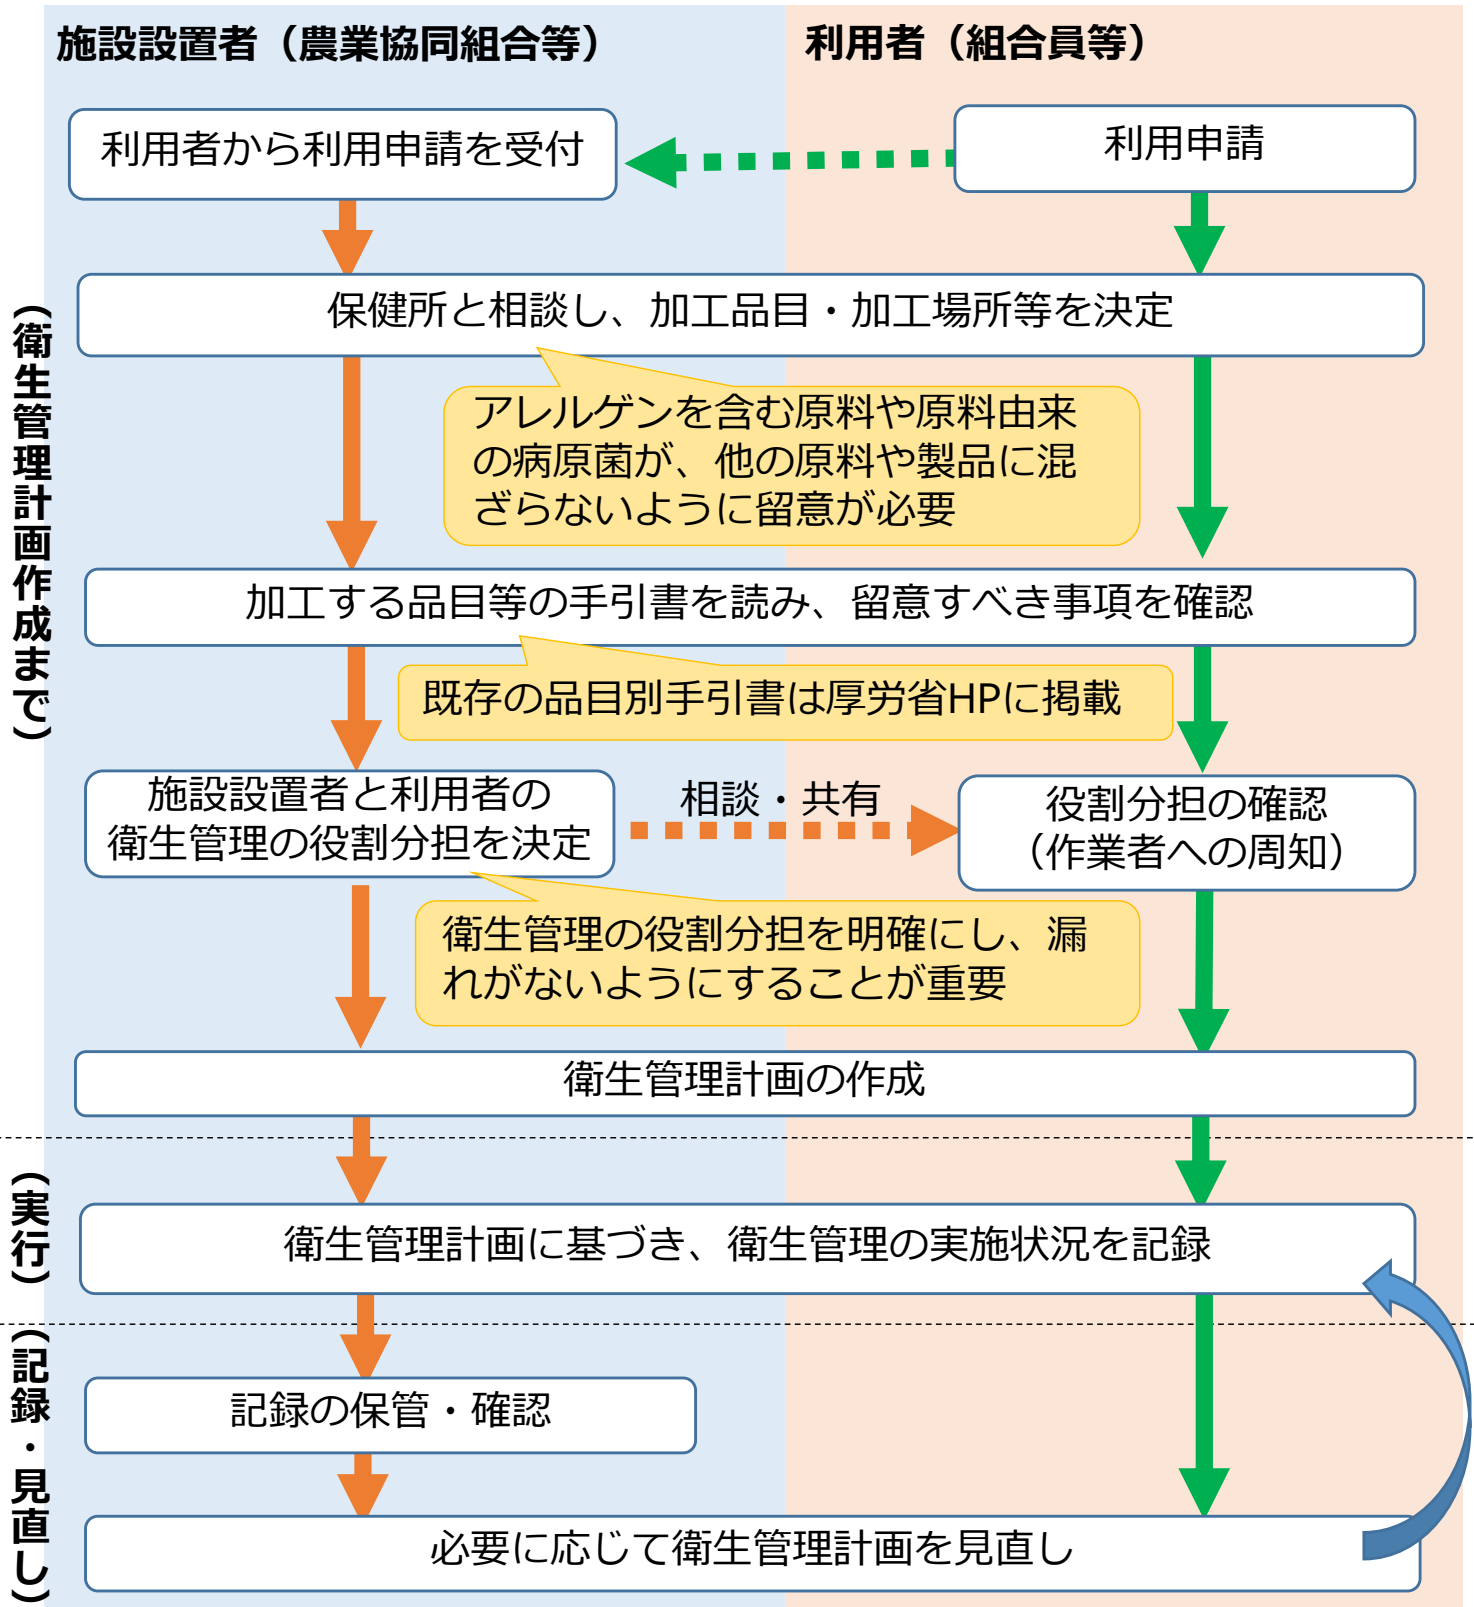 施設設置者（農業協同組合等）
利用者（組合員等）
利用者から利用申請を受付
利用申請
（衛生管理計画作成まで）
保健所と相談し、加工品目・加工場所等を決定
アレルゲンを含む原料や原料由来
の病原菌が、他の原料や製品に混
ざらないように留意が必要
加工する品目等の手引書を読み、留意すべき事項を確認
既存の品目別手引書は厚労省HPに掲載
施設設置者と利用者の
衛生管理の役割分担を決定
相談・共有
役割分担の確認
（作業者への周知）
衛生管理の役割分担を明確にし、漏
れがないようにすることが重要
衛生管理計画の作成
（実行）
衛生管理計画に基づき、衛生管理の実施状況を記録
（記録・見直し）
記録の保管・確認
必要に応じて衛生管理計画を見直し